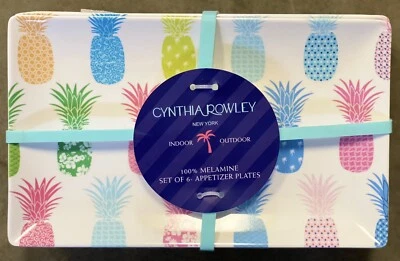 CYNTHIA ROWLEY
NEW YORK
INDOOR OUTDOOR
100% MELAMINE
SET OF 6- APPETIZER PLATES